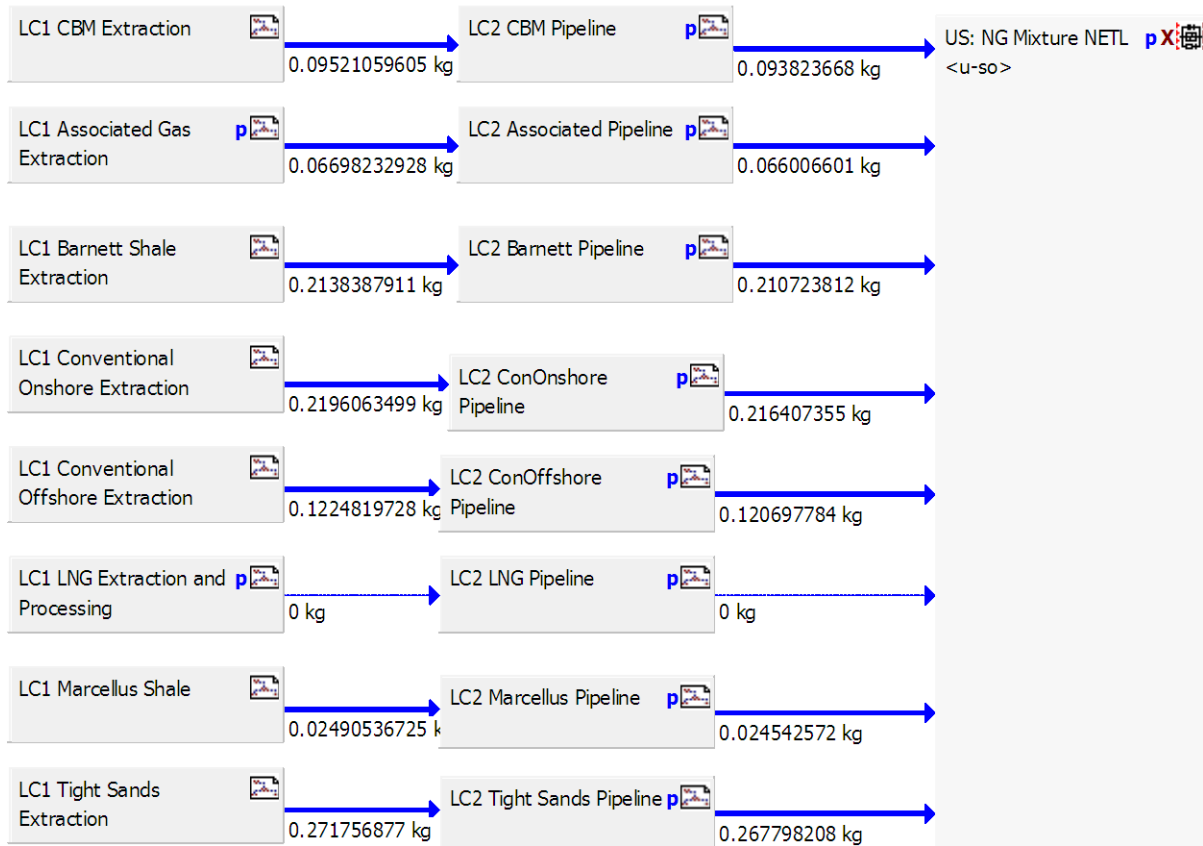 LC1 CBM Extraction
0.09521059605 kg
LC2 CBM Pipeline
p
0.093823668 kg
US: NG Mixture NETL
p X
<u-so>
LC1 Associated Gas
Extraction
p
0.06698232928 kg
LC2 Associated Pipeline
p
0.066006601 kg
LC1 Barnett Shale
Extraction
0.2138387911 kg
LC2 Barnett Pipeline
p
0.210723812 kg
LC1 Conventional
Onshore Extraction
0.2196063499 kg
LC2 ConOnshore
Pipeline
p
0.216407355 kg
LC1 Conventional
Offshore Extraction
0.1224819728 kg
LC2 ConOffshore
Pipeline
p
0.120697784 kg
LC1 LNG Extraction and
Processing
p
0 kg
LC2 LNG Pipeline
p
0 kg
LC1 Marcellus Shale
0.02490536725 k
LC2 Marcellus Pipeline
p
0.024542572 kg
LC1 Tight Sands
Extraction
0.271756877 kg
LC2 Tight Sands Pipeline
p
0.267798208 kg